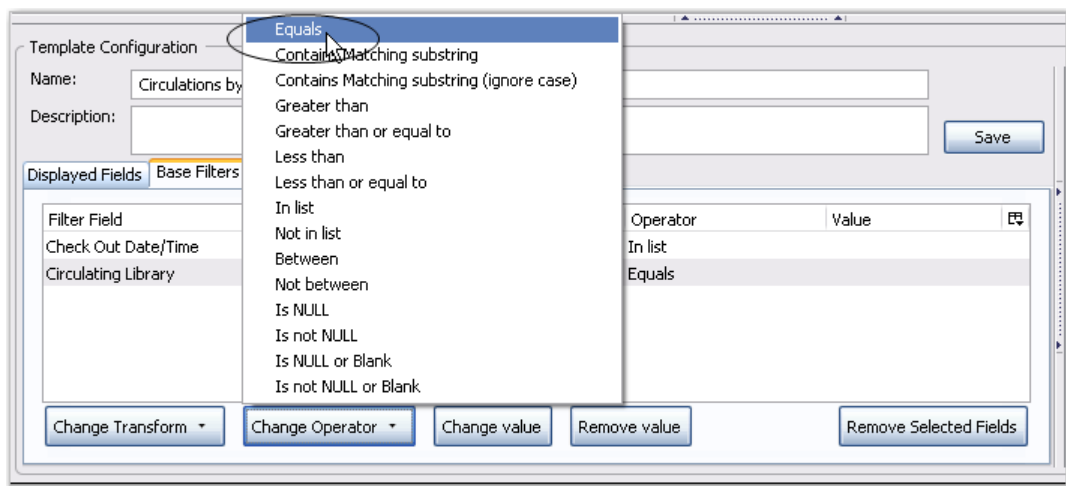 Template Configuration
Name:
Circulations by
Description:
Save
Displayed Fields
Base Filters
Equals
Contains Matching substring
Contains Matching substring (ignore case)
Greater than
Greater than or equal to
Less than
Less than or equal to
In list
Not in list
Between
Not between
Is NULL
Is not NULL
Is NULL or Blank
Is not NULL or Blank
Filter Field Operator Value
Check Out Date/Time In list
Circulating Library Equals
Change Transform Change Operator Change value Remove value Remove Selected Fields